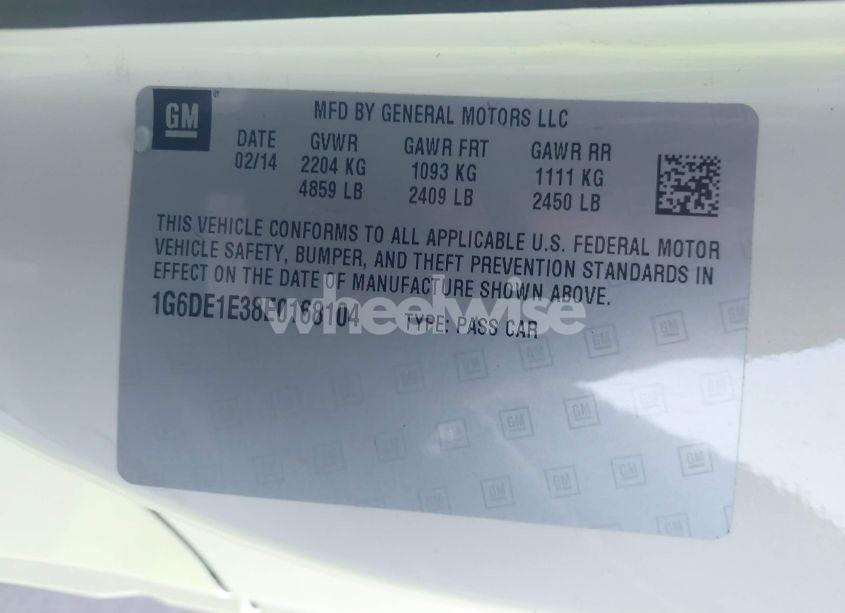 GM
MFD BY GENERAL MOTORS LLC
DATE GVWR GAWR FRT GAWR RR
02/14 2204 KG 1093 KG 1111 KG
4859 LB 2409 LB 2450 LB
THIS VEHICLE CONFORMS TO ALL APPLICABLE U.S. FEDERAL MOTOR
VEHICLE SAFETY, BUMPER, AND THEFT PREVENTION STANDARDS IN
EFFECT ON THE DATE OF MANUFACTURE SHOWN ABOVE.
1G6DE1E38E0168104 TYPE: PASS CAR
wheelwise